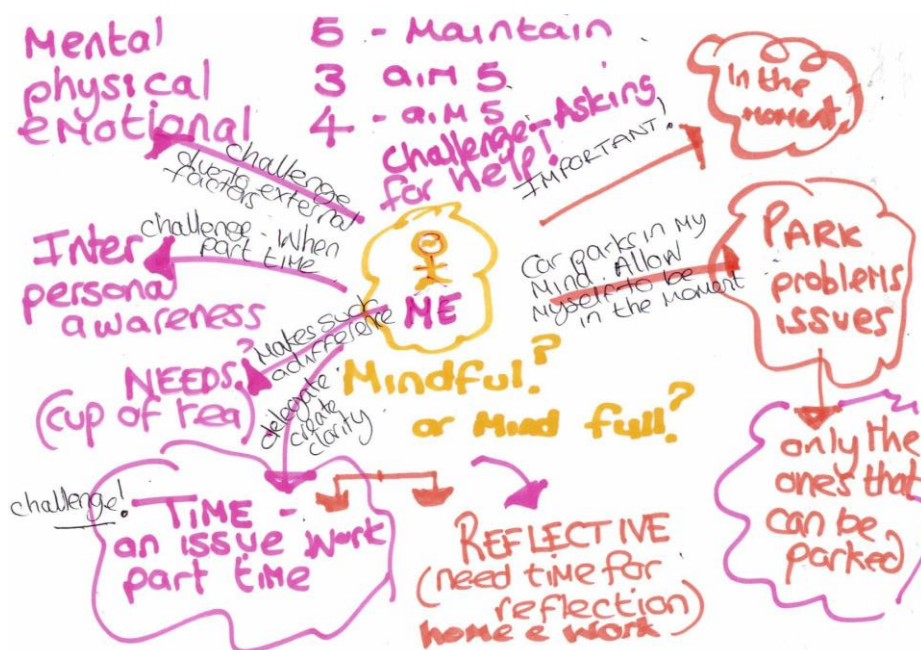 Mental
physical
emotional
5 - Maintain
3 aim 5
4 - aim 5
challenge - Asking
for help!
challenge
due to external
factors
IMPORTANT!
In the
moment
Inter
personal
awareness
challenge - When
part time
ME
Car parks in My
Mind. Allow
Myself to be
in the moment
PARK
problems
issues
NEEDS?
(cup of tea)
Makes such
a difference
delegate.
create
clarity
Mindful?
or Mind full?
only the
ones that
can be
parked
challenge!
TIME -
an issue work
part time
REFLECTIVE
(need time for
reflection)
home e work